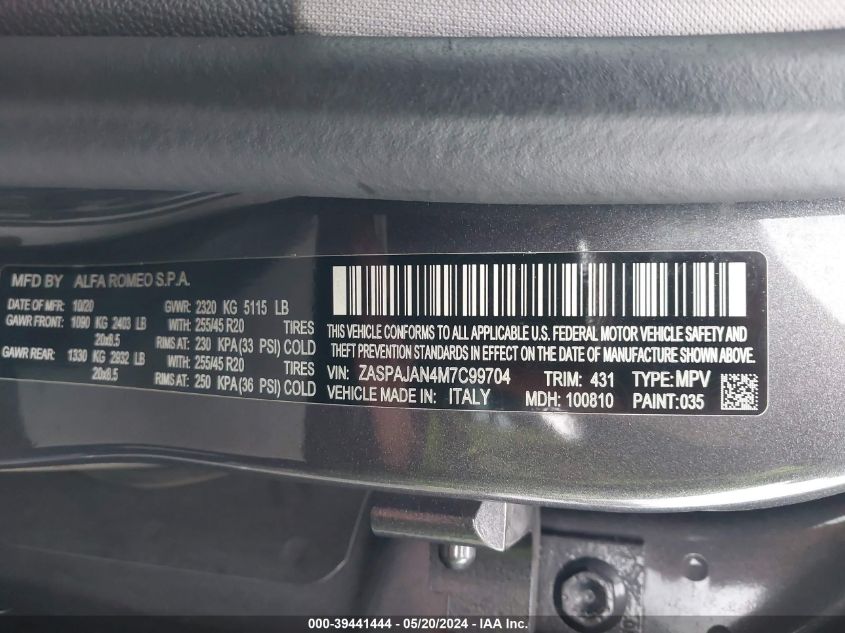 MFD BY ALFA ROMEO S.P.A.
DATE OF MFR: 10/20 GVWR: 2320 KG 5115 LB
GAWR FRONT: 1090 KG 2403 LB WITH: 255/45 R20 TIRES
20x8.5 RIMS AT: 230 KPA(33 PSI) COLD
GAWR REAR: 1330 KG 2932 LB WITH: 255/45 R20 TIRES
20x8.5 RIMS AT: 250 KPA(36 PSI) COLD
THIS VEHICLE CONFORMS TO ALL APPLICABLE U.S. FEDERAL MOTOR VEHICLE SAFETY AND
THEFT PREVENTION STANDARDS IN EFFECT ON THE DATE OF MANUFACTURE SHOWN ABOVE.
VIN: ZASPAJAN4M7C99704 TRIM: 431 TYPE: MPV
VEHICLE MADE IN: ITALY MDH: 100810 PAINT: 035
000-39441444 - 05/20/2024 - IAA Inc.